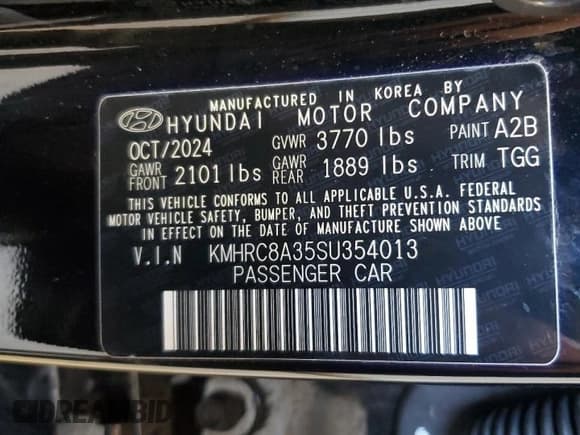 MANUFACTURED IN KOREA BY
HYUNDAI MOTOR COMPANY
OCT/2024 GVWR 3770 lbs PAINT A2B
GAWR FRONT 2101 lbs GAWR REAR 1889 lbs TRIM TGG
THIS VEHICLE CONFORMS TO ALL APPLICABLE U.S.A. FEDERAL
MOTOR VEHICLE SAFETY, BUMPER, AND THEFT PREVENTION STANDARDS
IN EFFECT ON THE DATE OF MANUFACTURE SHOWN ABOVE
V.I.N KMHRC8A35SU354013
PASSENGER CAR
DREAMBID